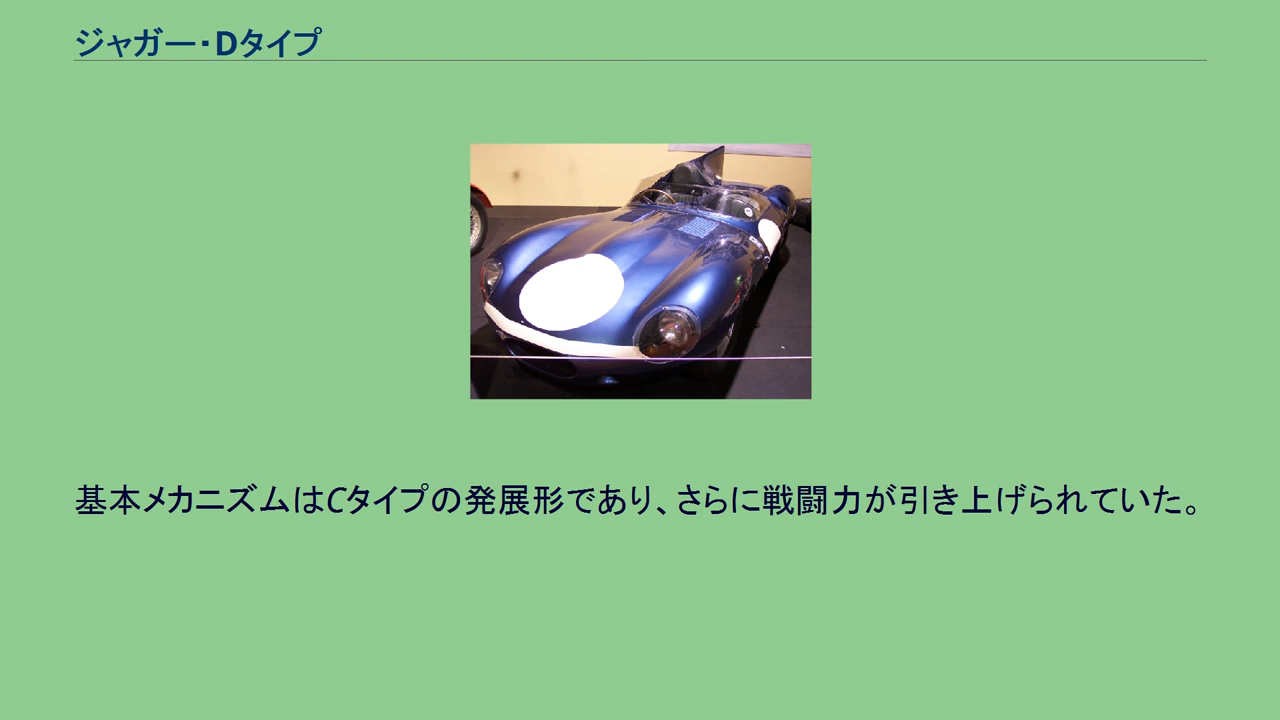 ジャガー・Dタイプ
基本メカニズムはCタイプの発展形であり、さらに戦闘力が引き上げられていた。